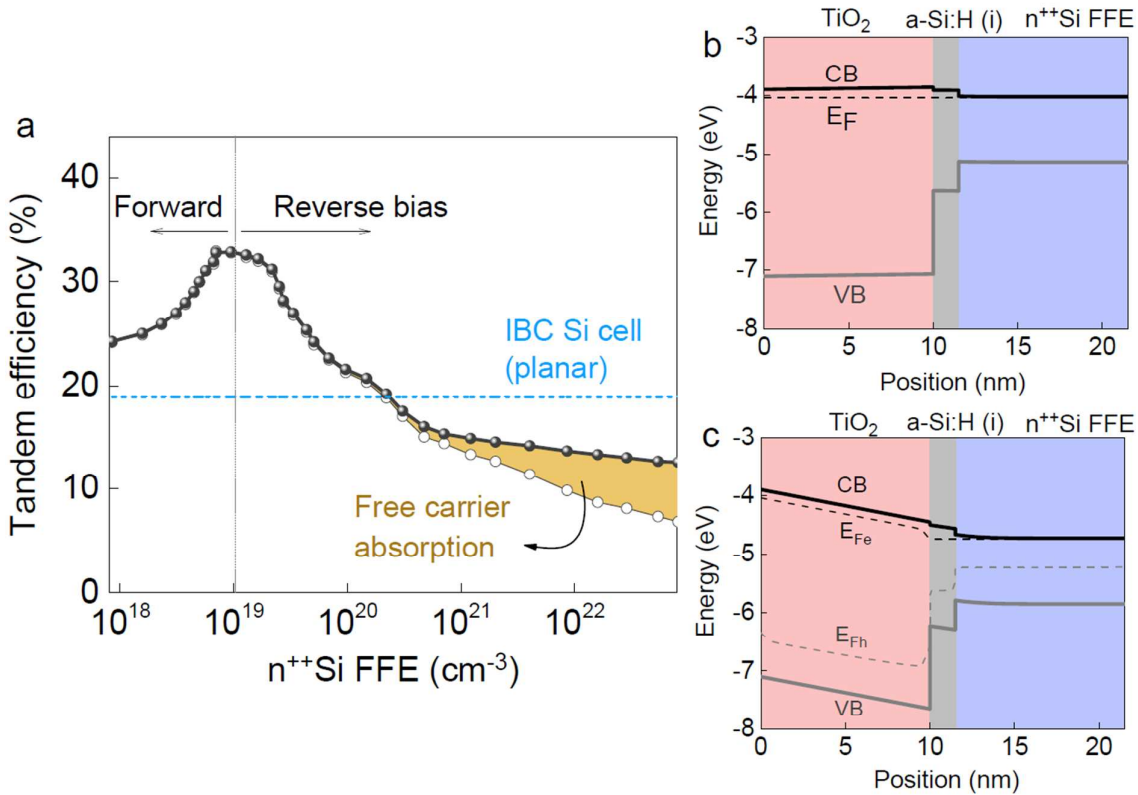 a
Tandem efficiency (%)
40
30
20
10
0
Forward
Reverse bias
IBC Si cell
(planar)
Free carrier
absorption
10^18
10^19
10^20
10^21
10^22
n++Si FFE (cm-3)
b
TiO2
a-Si:H (i)
n++Si FFE
Energy (eV)
-3
-4
-5
-6
-7
-8
CB
EF
VB
0
5
10
15
20
Position (nm)
c
TiO2
a-Si:H (i)
n++Si FFE
Energy (eV)
-3
-4
-5
-6
-7
-8
CB
EFe
EFh
VB
0
5
10
15
20
Position (nm)